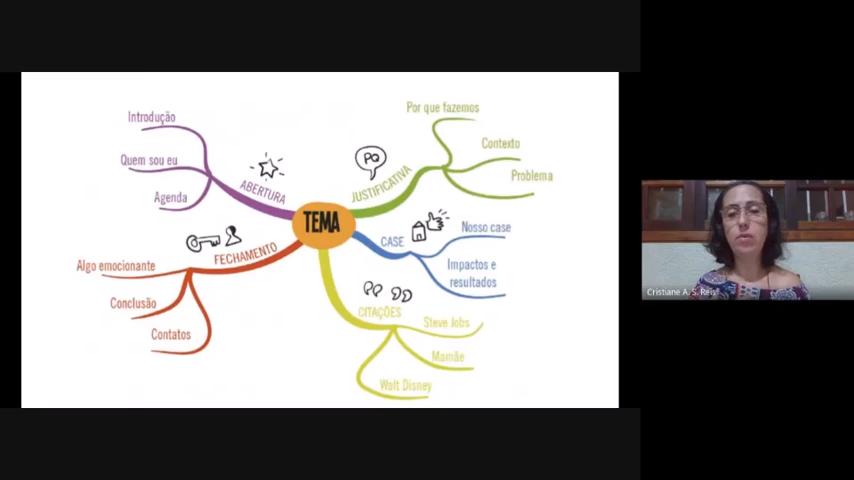 Introdução
Quem sou eu
Agenda
ABERTURA
TEMA
PQ
JUSTIFICATIVA
Por que fazemos
Contexto
Problema
CASE
Nosso case
Impactos e
resultados
CITAÇÕES
Steve Jobs
Mamãe
Walt Disney
FECHAMENTO
Algo emocionante
Conclusão
Contatos
Cristiane A. S. Reis